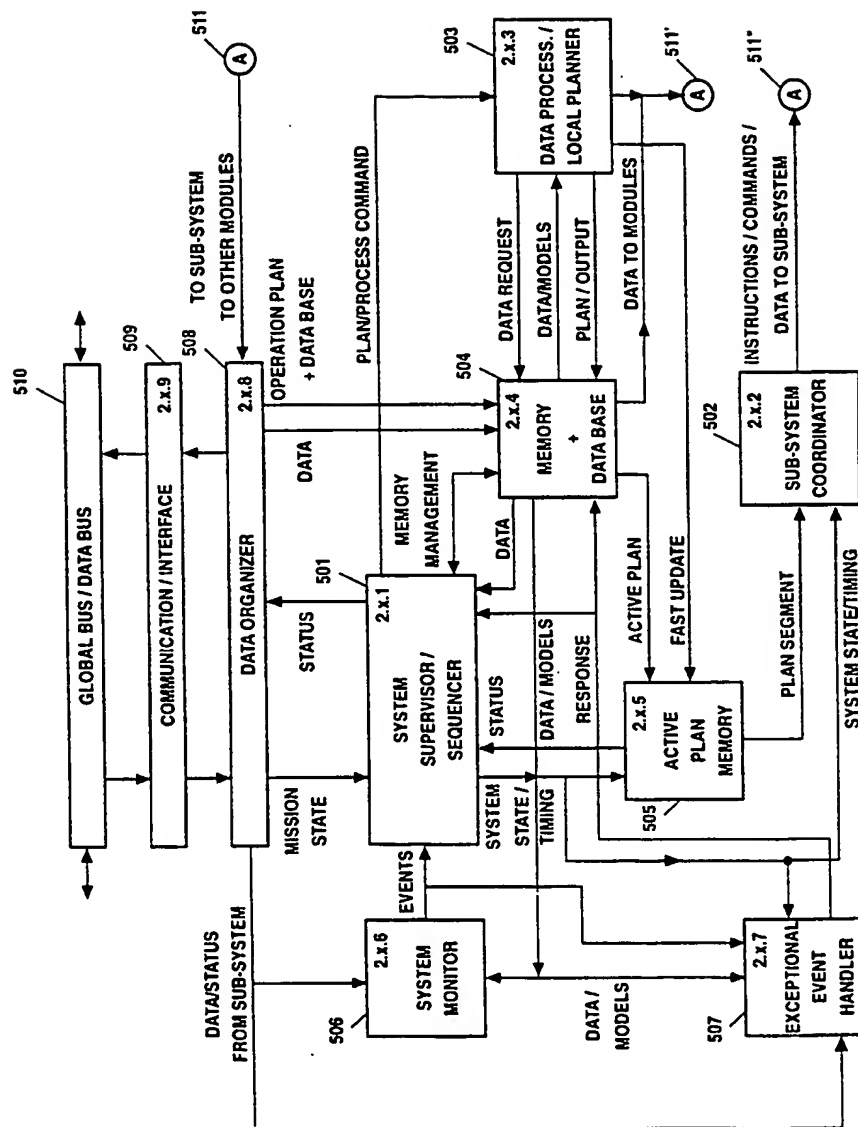 510
GLOBAL BUS / DATA BUS
509
COMMUNICATION / INTERFACE
2.x.9
508
DATA ORGANIZER
2.x.8
511
A
TO SUB-SYSTEM
TO OTHER MODULES
OPERATION PLAN
+ DATA BASE
DATA
MISSION
STATE
STATUS
DATA/STATUS
FROM SUB-SYSTEM
PLAN/PROCESS COMMAND
MEMORY
MANAGEMENT
501
2.x.1
SYSTEM
SUPERVISOR/
SEQUENCER
EVENTS
2.x.6
SYSTEM
MONITOR
506
503
2.x.3
DATA PROCESS. /
LOCAL PLANNER
DATA REQUEST
DATA/MODELS
PLAN / OUTPUT
504
2.x.4
MEMORY
+
DATA BASE
DATA
DATA TO MODULES
511'
A
SYSTEM
STATE /
TIMING
STATUS
DATA / MODELS
RESPONSE
ACTIVE PLAN
FAST UPDATE
2.x.5
ACTIVE
PLAN
MEMORY
505
PLAN SEGMENT
SYSTEM STATE/TIMING
502
2.x.2
SUB-SYSTEM
COORDINATOR
INSTRUCTIONS / COMMANDS /
DATA TO SUB-SYSTEM
511"
A
DATA /
MODELS
507
2.x.7
EXCEPTIONAL
EVENT
HANDLER